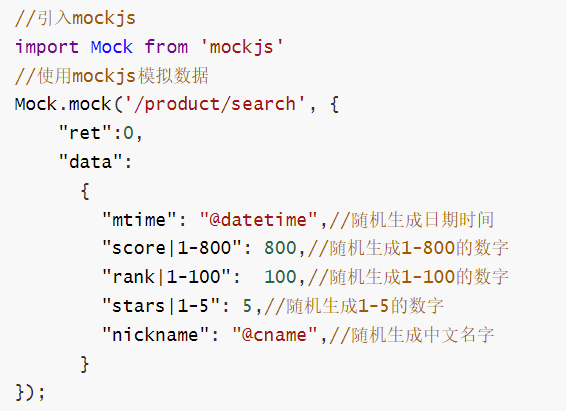 //引入mockjs
import Mock from 'mockjs'
//使用mockjs模拟数据
Mock.mock('/product/search', {
    "ret":0,
    "data":
      {
        "mtime": "@datetime",//随机生成日期时间
        "score|1-800": 800,//随机生成1-800的数字
        "rank|1-100":  100,//随机生成1-100的数字
        "stars|1-5": 5,//随机生成1-5的数字
        "nickname": "@cname",//随机生成中文名字
      }
});